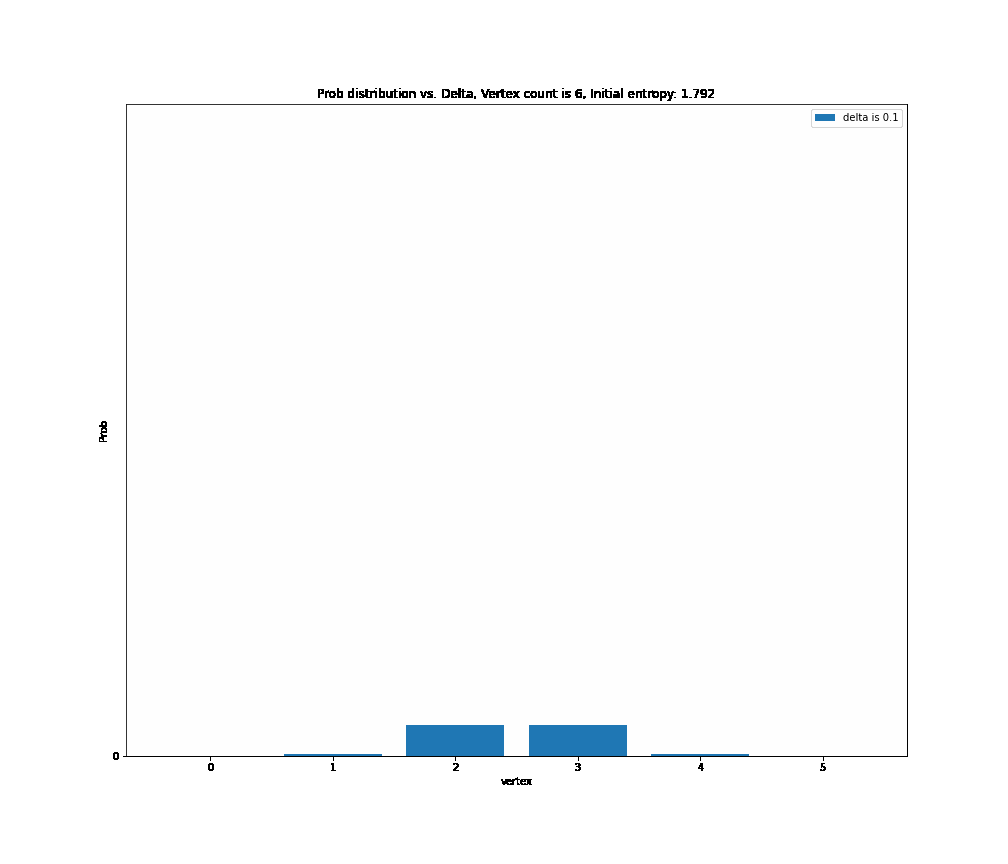 Prob distribution vs. Delta, Vertex count is 6, Initial entropy: 1.792
delta is 0.1
Prob
0
0 1 2 3 4 5
vertex